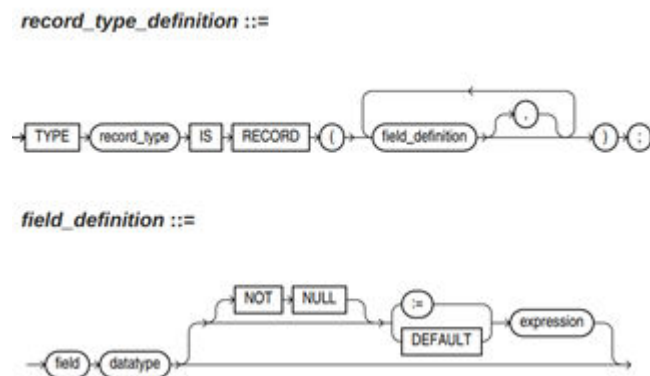 record_type_definition ::=
,
TYPE record_type IS RECORD ( field_definition ) ;
field_definition ::=
NOT NULL :=
DEFAULT expression
field datatype